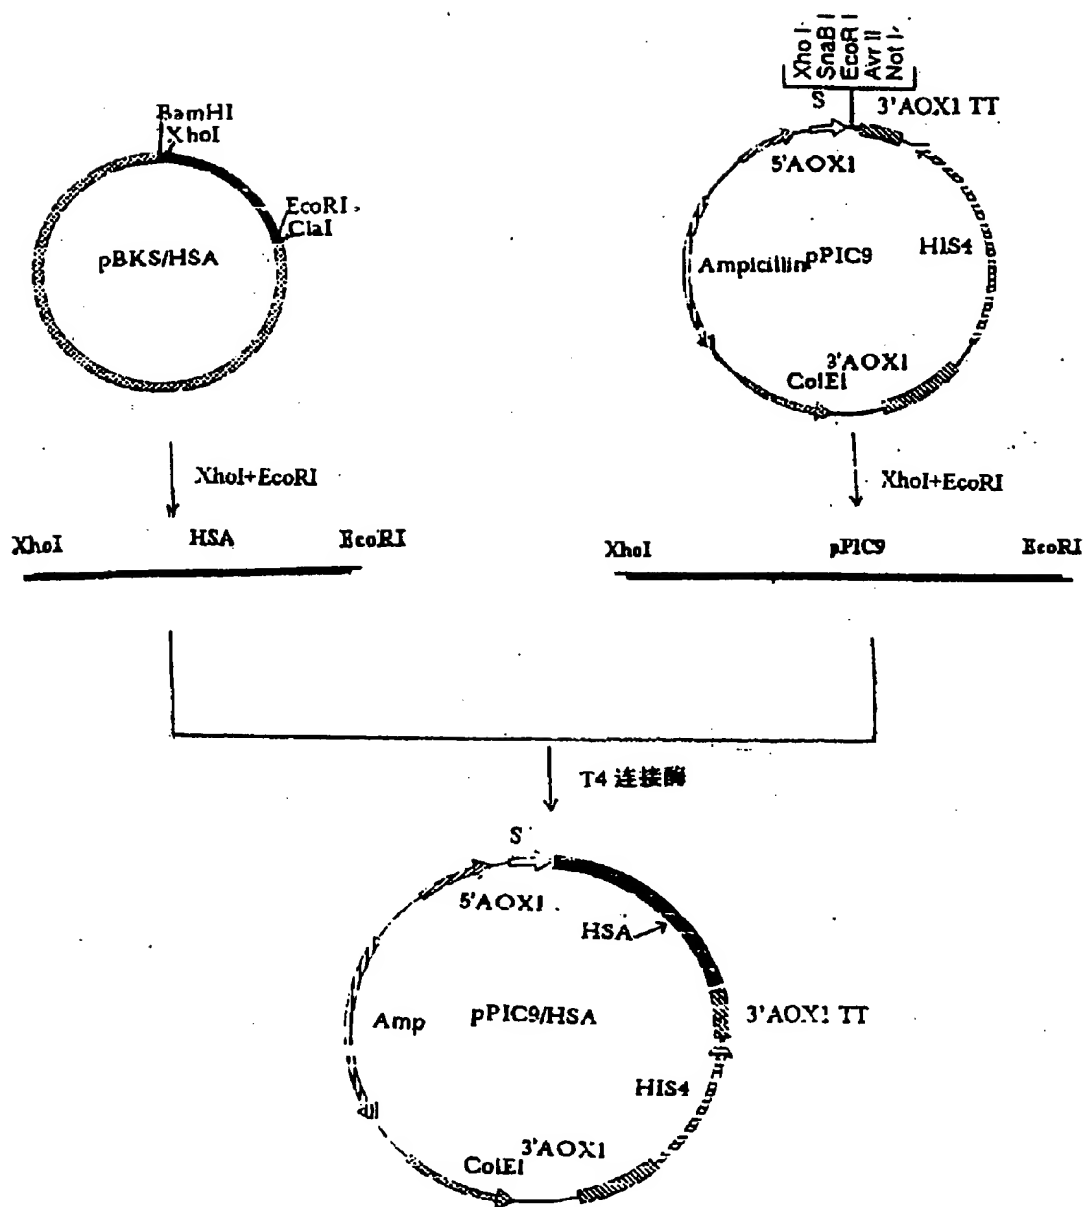 BamHI
XhoI
EcoRI
ClaI
pBKS/HSA
Xho I
SnaB I
EcoR I
Avr II
Not I
S
3'AOX1 TT
5'AOX1
HIS4
Ampicillin
pPIC9
3'AOX1
ColE1
XhoI+EcoRI
XhoI+EcoRI
XhoI
HSA
EcoRI
XhoI
pPIC9
EcoRI
T4 连接酶
S
5'AOX1
HSA
3'AOX1 TT
Amp
pPIC9/HSA
HIS4
3'AOX1
ColE1